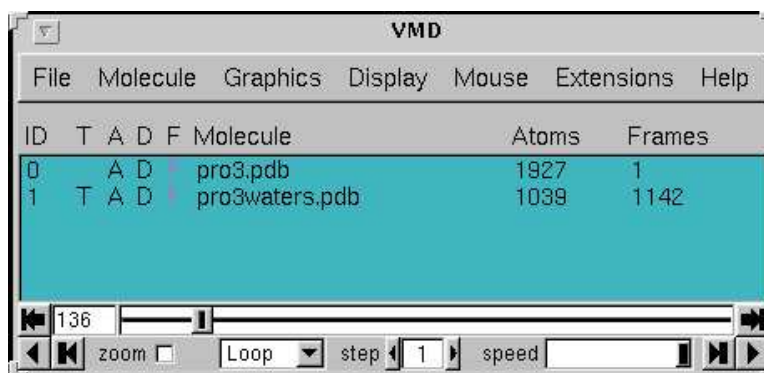 VMD
File Molecule Graphics Display Mouse Extensions Help
ID T A D F Molecule Atoms Frames
0 A D F pro3.pdb 1927 1
1 T A D F pro3waters.pdb 1039 1142
136
zoom Loop step 1 speed